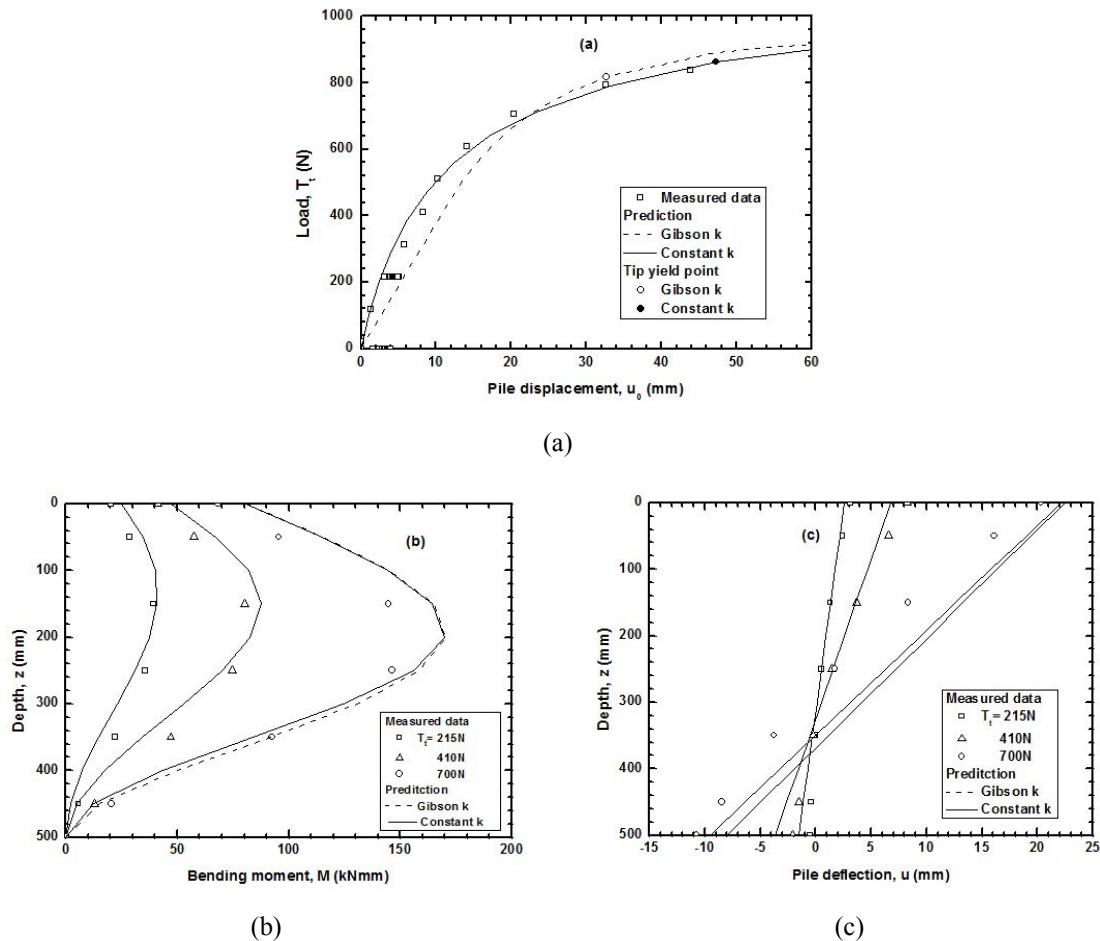 1000
(a)
800
Load, Tt (N)
600
400
200
0
Measured data
Prediction
Gibson k
Constant k
Tip yield point
Gibson k
Constant k
0 10 20 30 40 50 60
Pile displacement, u0 (mm)
(a)
0
(b)
100
200
Depth, z (mm)
300
400
500
Measured data
Tt = 215N
410N
700N
Preditction
Gibson k
Constant k
0 50 100 150 200
Bending moment, M (kNmm)
(b)
0
(c)
100
200
Depth, z (mm)
300
400
500
Measured data
Tt = 215N
410N
700N
Preditction
Gibson k
Constant k
-15 -10 -5 0 5 10 15 20 25
Pile deflection, u (mm)
(c)